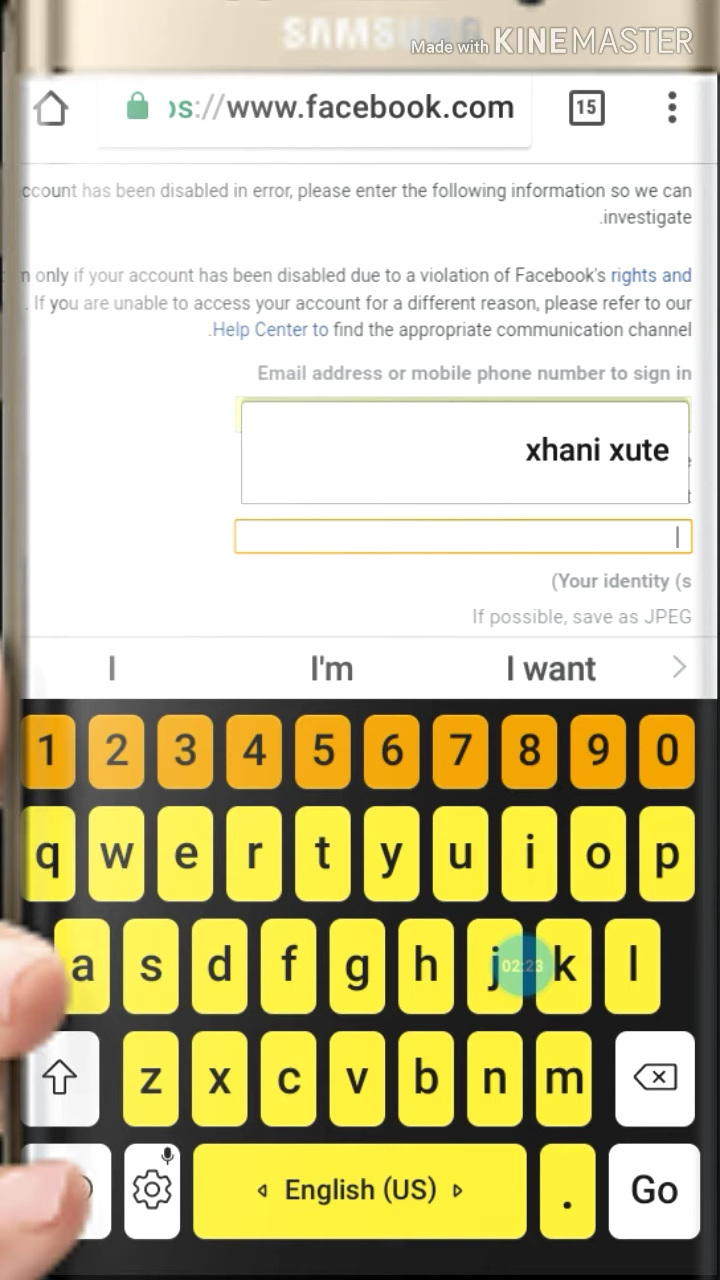 SAMSUNG
Made with KINEMASTER
ps://www.facebook.com
15
ccount has been disabled in error, please enter the following information so we can
.investigate
n only if your account has been disabled due to a violation of Facebook's rights and
. If you are unable to access your account for a different reason, please refer to our
.Help Center to find the appropriate communication channel
Email address or mobile phone number to sign in
xhani xute
(Your identity (s
If possible, save as JPEG
I I'm I want
1 2 3 4 5 6 7 8 9 0
q w e r t y u i o p
a s d f g h j k l
02:23
z x c v b n m
English (US) . Go